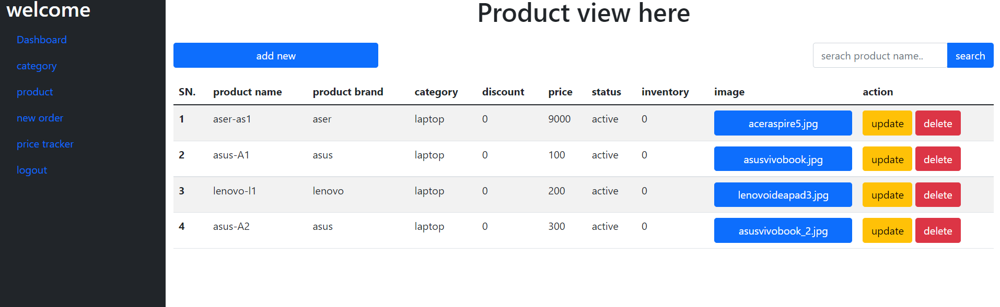 welcome
Dashboard
category
product
new order
price tracker
logout
Product view here
add new
serach product name.. search
SN. product name product brand category discount price status inventory image action
1 aser-as1 aser laptop 0 9000 active 0 aceraspire5.jpg update delete
2 asus-A1 asus laptop 0 100 active 0 asusvivobook.jpg update delete
3 lenovo-l1 lenovo laptop 0 200 active 0 lenovoideapad3.jpg update delete
4 asus-A2 asus laptop 0 300 active 0 asusvivobook_2.jpg update delete